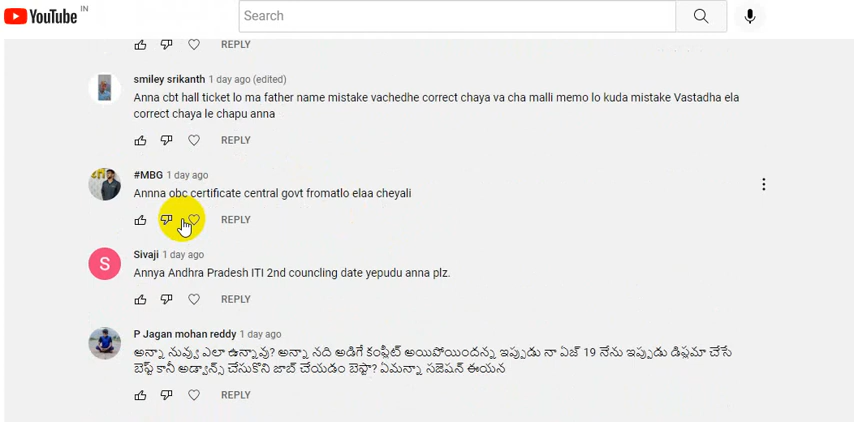 YouTube IN
Search
REPLY
smiley srikanth 1 day ago (edited)
Anna cbt hall ticket lo ma father name mistake vachedhe correct chaya va cha malli memo lo kuda mistake Vastadha ela
correct chaya le chapu anna
REPLY
#MBG 1 day ago
Annna obc certificate central govt fromatlo elaa cheyali
REPLY
S
Sivaji 1 day ago
Annya Andhra Pradesh ITI 2nd councling date yepudu anna plz.
REPLY
P Jagan mohan reddy 1 day ago
అన్నా నువ్వు ఎలా ఉన్నావు? అన్నా నది అడిగే కంప్లీట్ అయిపోయిందన్న ఇప్పుడు నా ఏజ్ 19 నేను ఇప్పుడు డిప్లమా చేసే
బెస్ట్ కానీ అడ్వాన్స్ చేసుకొని జాబ్ చేయడం బెస్టా? ఏమన్నా సజెషన్ ఈయన
REPLY